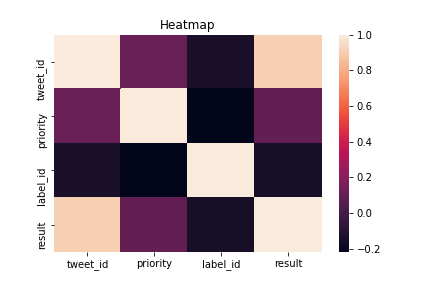 Heatmap
tweet_id
priority
label_id
result
tweet_id priority label_id result
1.0
0.8
0.6
0.4
0.2
0.0
−0.2